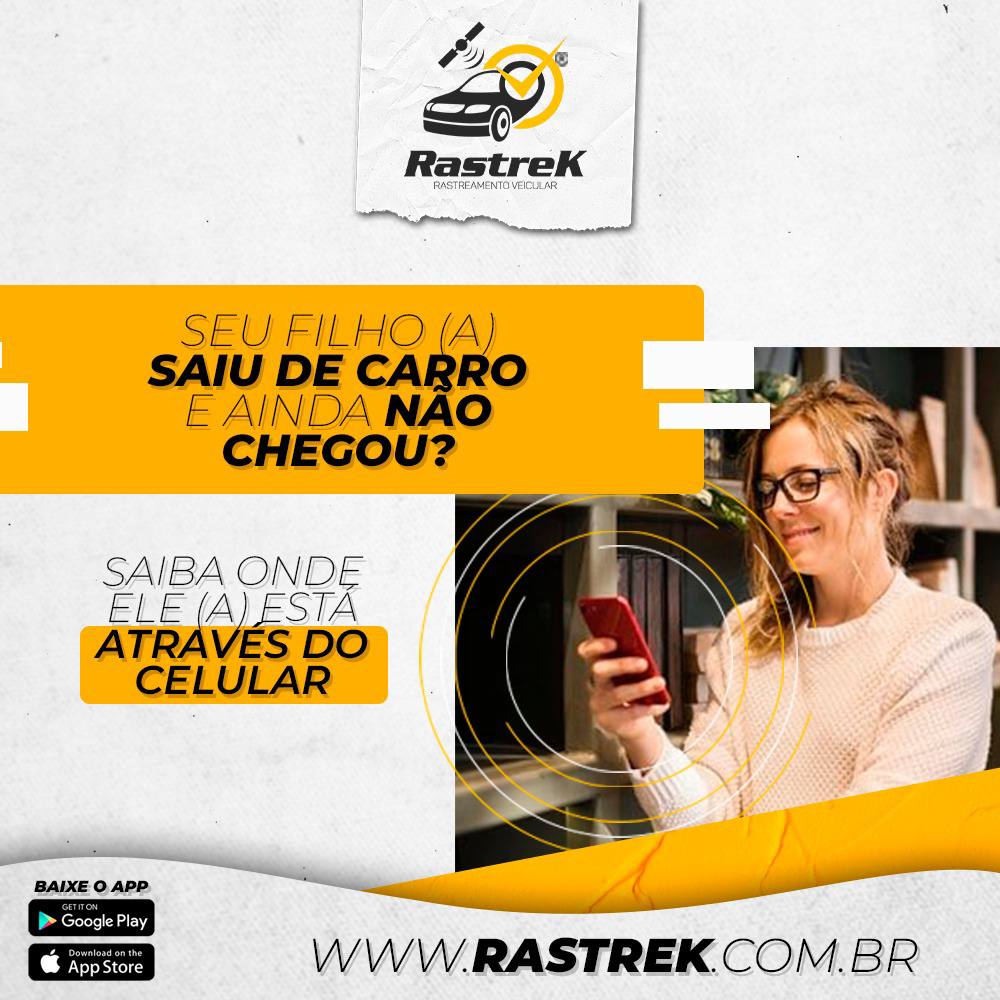 RastreK
RASTREAMENTO VEICULAR
SEU FILHO (A)
SAIU DE CARRO
E AINDA NÃO
CHEGOU?
SAIBA ONDE
ELE (A) ESTÁ
ATRAVÉS DO
CELULAR
BAIXE O APP
GET IT ON
Google Play
Download on the
App Store
WWW.RASTREK.COM.BR